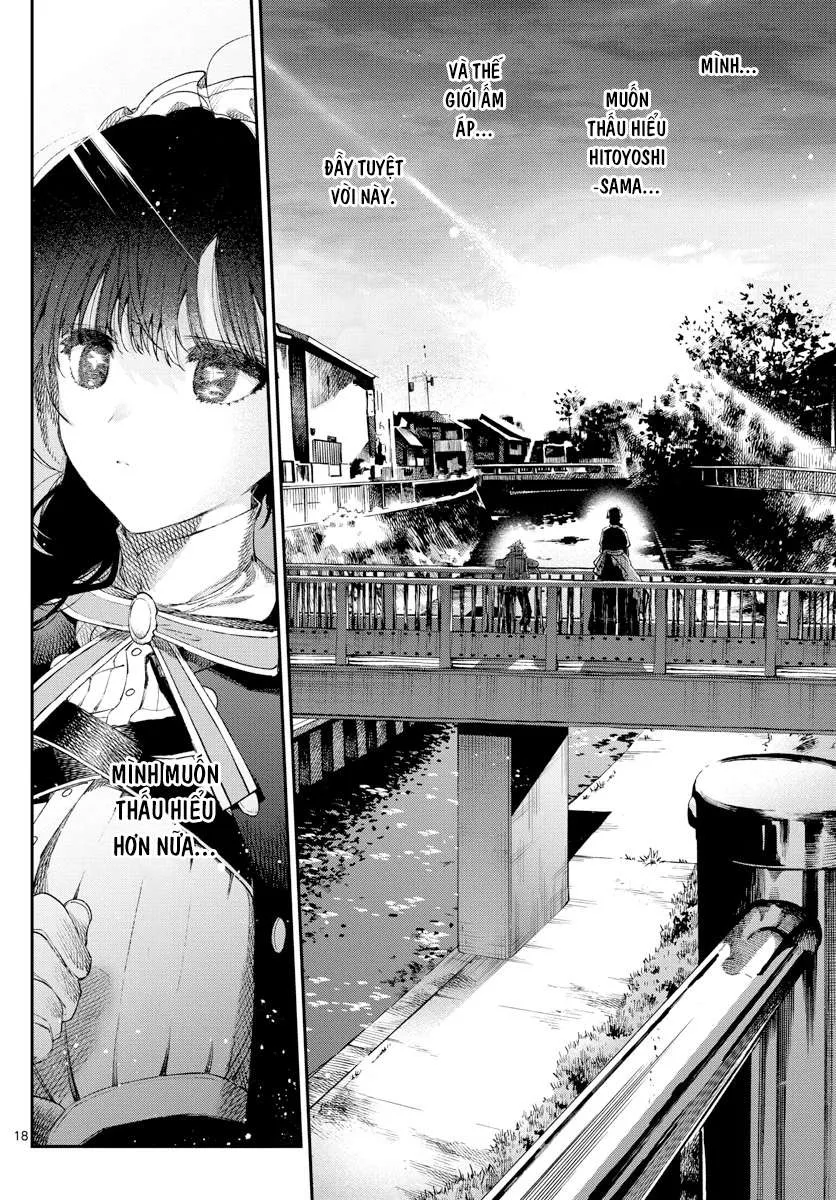 MÌNH...
MUỐN
THẤU HIỂU
HITOYOSHI
-SAMA...
VÀ THẾ
GIỚI ẤM
ÁP...
ĐẦY TUYỆT
VỜI NÀY.
MÌNH MUỐN
THẤU HIỂU
HƠN NỮA...
18